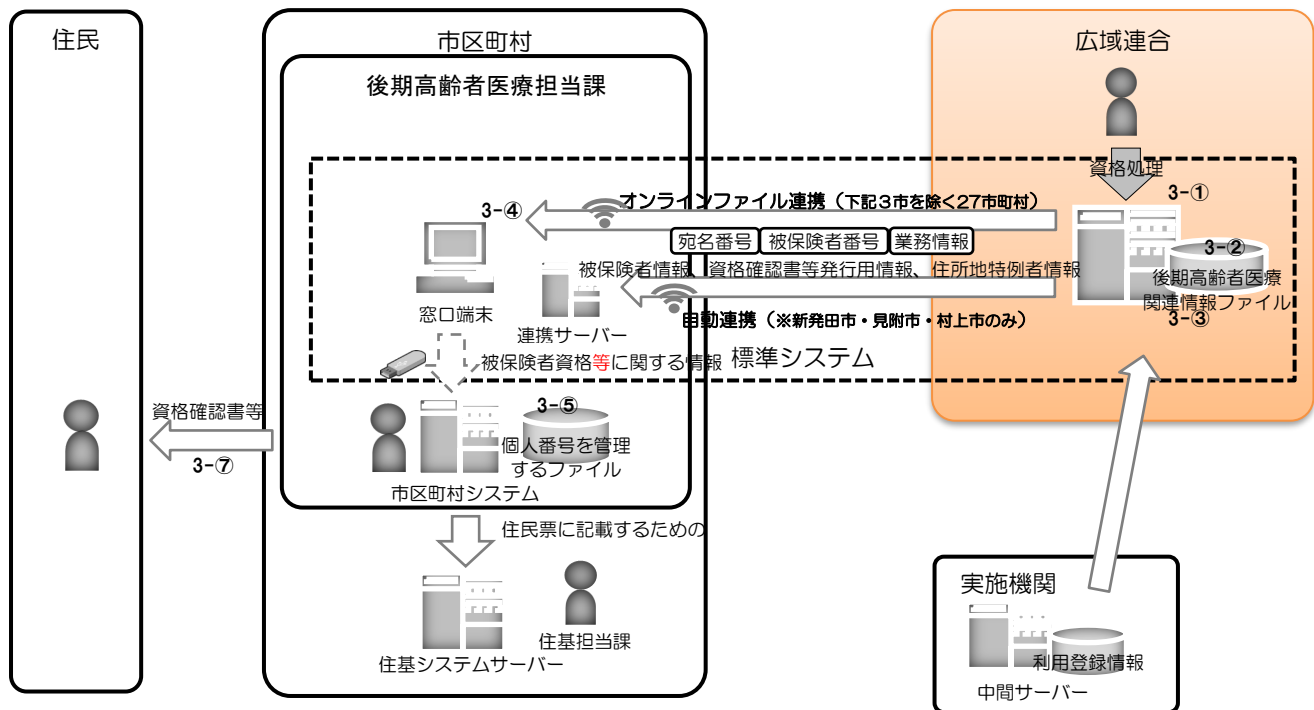 住民
市区町村
広域連合
後期高齢者医療担当課
資格処理
3-①
オンラインファイル連携（下記３市を除く27市町村）
3-④
宛名番号 被保険者番号 業務情報
3-②
被保険者情報、資格確認書等発行用情報、住所地特例者情報
後期高齢者医療
関連情報ファイル
3-③
窓口端末
連携サーバー
自動連携（※新発田市・見附市・村上市のみ）
被保険者資格等に関する情報
標準システム
資格確認書等
3-⑦
3-⑤
個人番号を管理
するファイル
市区町村システム
住民票に記載するための
住基担当課
住基システムサーバー
実施機関
利用登録情報
中間サーバー